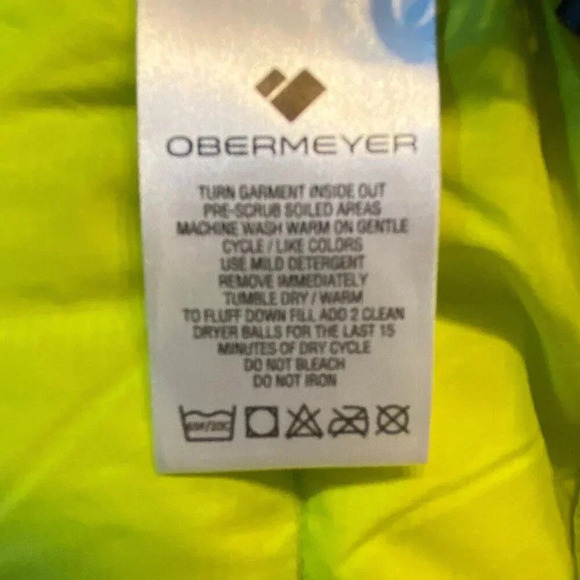 OBERMEYER
TURN GARMENT INSIDE OUT
PRE-SCRUB SOILED AREAS
MACHINE WASH WARM ON GENTLE
CYCLE / LIKE COLORS
USE MILD DETERGENT
REMOVE IMMEDIATELY
TUMBLE DRY / WARM
TO FLUFF DOWN FILL ADD 2 CLEAN
DRYER BALLS FOR THE LAST 15
MINUTES OF DRY CYCLE
DO NOT BLEACH
DO NOT IRON